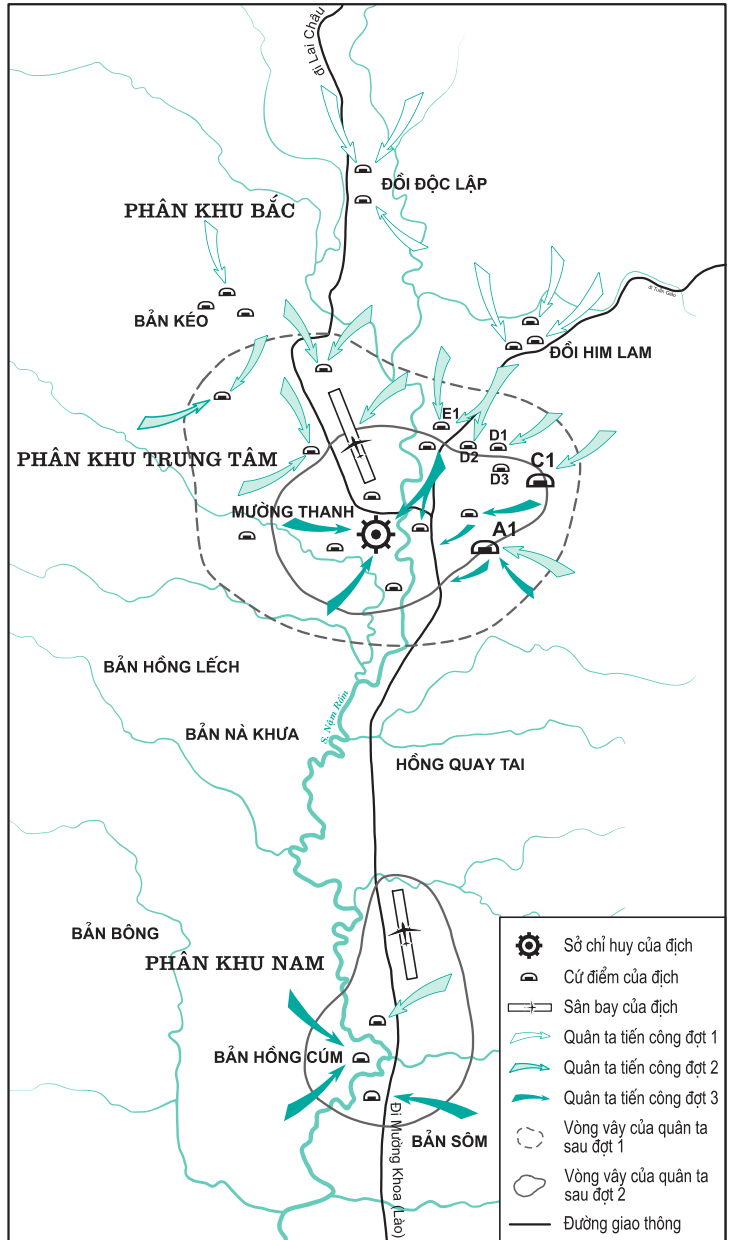 đi Lai Châu
ĐỒI ĐỘC LẬP
PHÂN KHU BẮC
đi Tuần Giáo
BẢN KÉO
ĐỒI HIM LAM
E1
D1
D2
C1
PHÂN KHU TRUNG TÂM
D3
MƯỜNG THANH
A1
BẢN HỒNG LẾCH
S. Nậm Rốm
BẢN NÀ KHƯA
HỒNG QUAY TAI
BẢN BÔNG
PHÂN KHU NAM
BẢN HỒNG CÚM
BẢN SÔM
Đi Mường Khoa (Lào)
Sở chỉ huy của địch
Cứ điểm của địch
Sân bay của địch
Quân ta tiến công đợt 1
Quân ta tiến công đợt 2
Quân ta tiến công đợt 3
Vòng vây của quân ta
sau đợt 1
Vòng vây của quân ta
sau đợt 2
Đường giao thông